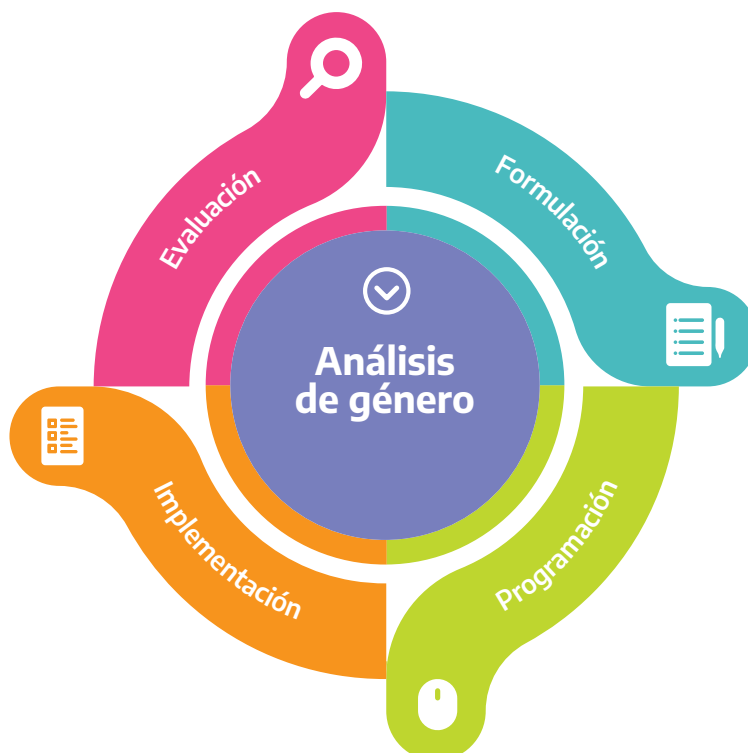 Evaluación
Formulación
Análisis
de género
Implementación
Programación